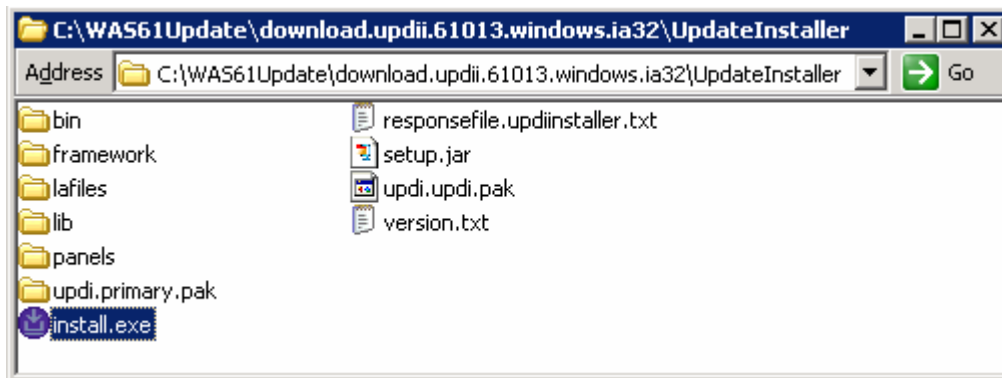 C:\WAS61Update\download.updii.61013.windows.ia32\UpdateInstaller
Address C:\WAS61Update\download.updii.61013.windows.ia32\UpdateInstaller Go
bin
framework
lafiles
lib
panels
updi.primary.pak
install.exe
responsefile.updiinstaller.txt
setup.jar
updi.updi.pak
version.txt